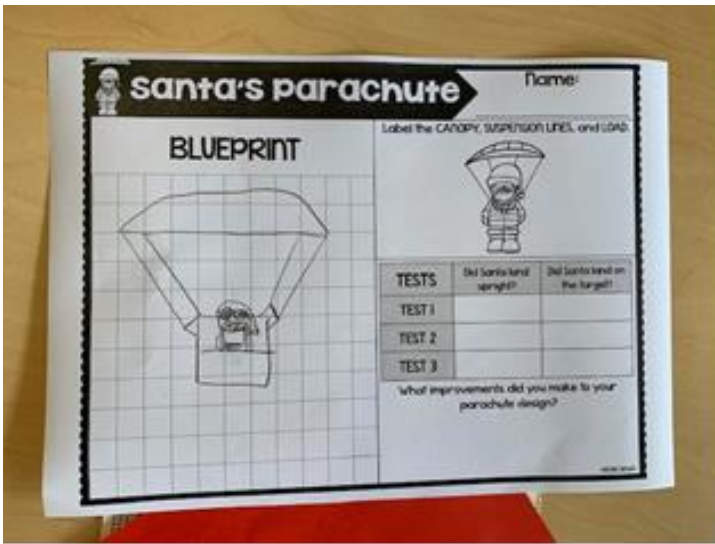 Santa's Parachute
Name:
BLUEPRINT
Label the CANOPY, SUSPENSION LINES, and LOAD.
TESTS
Did Santa land
upright?
Did Santa land on
the target?
TEST 1
TEST 2
TEST 3
What improvements did you make to your
parachute design?